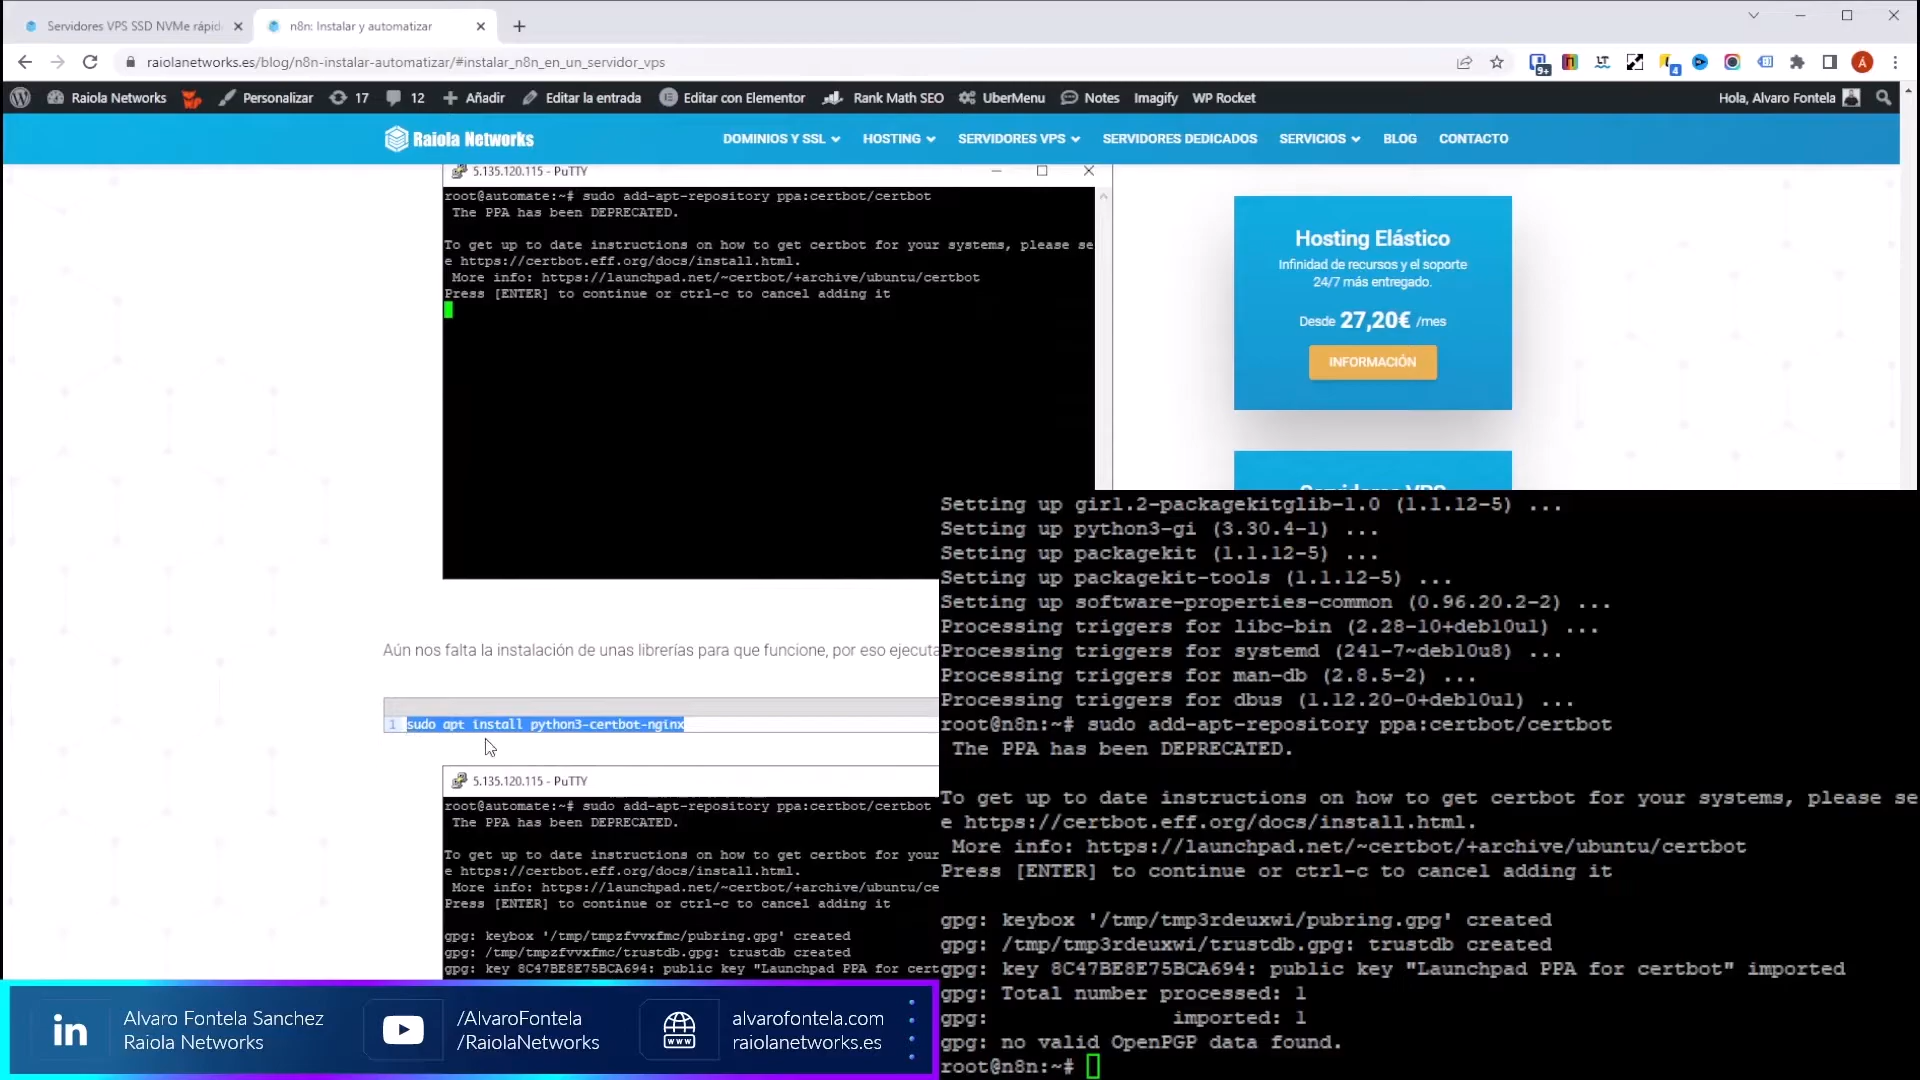 Servidores VPS SSD NVMe rápid
n8n: Instalar y automatizar
raiolanetworks.es/blog/n8n-instalar-automatizar/#instalar_n8n_en_un_servidor_vps
9+
4
Raiola Networks
Personalizar
17
12
Añadir
Editar la entrada
Editar con Elementor
Rank Math SEO
UberMenu
Notes
Imagify
WP Rocket
Hola, Alvaro Fontela
Raiola Networks
DOMINIOS Y SSL
HOSTING
SERVIDORES VPS
SERVIDORES DEDICADOS
SERVICIOS
BLOG
CONTACTO
5.135.120.115 - PuTTY
root@automate:~# sudo add-apt-repository ppa:certbot/certbot
The PPA has been DEPRECATED.
To get up to date instructions on how to get certbot for your systems, please se
e https://certbot.eff.org/docs/install.html.
More info: https://launchpad.net/~certbot/+archive/ubuntu/certbot
Press [ENTER] to continue or ctrl-c to cancel adding it
Hosting Elástico
Infinidad de recursos y el soporte
24/7 más entregado.
Desde 27,20€ /mes
INFORMACIÓN
Aún nos falta la instalación de unas librerías para que funcione, por eso ejecuta
1 sudo apt install python3-certbot-nginx
5.135.120.115 - PuTTY
root@automate:~# sudo add-apt-repository ppa:certbot/certbot
The PPA has been DEPRECATED.
To get up to date instructions on how to get certbot for your
e https://certbot.eff.org/docs/install.html.
More info: https://launchpad.net/~certbot/+archive/ubuntu/ce
Press [ENTER] to continue or ctrl-c to cancel adding it
gpg: keybox '/tmp/tmpzfvvxfmc/pubring.gpg' created
gpg: /tmp/tmpzfvvxfmc/trustdb.gpg: trustdb created
gpg: key 8C47BE8E75BCA694: public key "Launchpad PPA for cert
Setting up gir1.2-packagekitglib-1.0 (1.1.12-5) ...
Setting up python3-gi (3.30.4-1) ...
Setting up packagekit (1.1.12-5) ...
Setting up packagekit-tools (1.1.12-5) ...
Setting up software-properties-common (0.96.20.2-2) ...
Processing triggers for libc-bin (2.28-10+deb10u1) ...
Processing triggers for systemd (241-7~deb10u8) ...
Processing triggers for man-db (2.8.5-2) ...
Processing triggers for dbus (1.12.20-0+deb10u1) ...
root@n8n:~# sudo add-apt-repository ppa:certbot/certbot
The PPA has been DEPRECATED.
To get up to date instructions on how to get certbot for your systems, please se
e https://certbot.eff.org/docs/install.html.
More info: https://launchpad.net/~certbot/+archive/ubuntu/certbot
Press [ENTER] to continue or ctrl-c to cancel adding it
gpg: keybox '/tmp/tmp3rdeuxwi/pubring.gpg' created
gpg: /tmp/tmp3rdeuxwi/trustdb.gpg: trustdb created
gpg: key 8C47BE8E75BCA694: public key "Launchpad PPA for certbot" imported
gpg: Total number processed: 1
gpg: imported: 1
gpg: no valid OpenPGP data found.
root@n8n:~#
in
Alvaro Fontela Sanchez
Raiola Networks
/AlvaroFontela
/RaiolaNetworks
www
alvarofontela.com
raiolanetworks.es